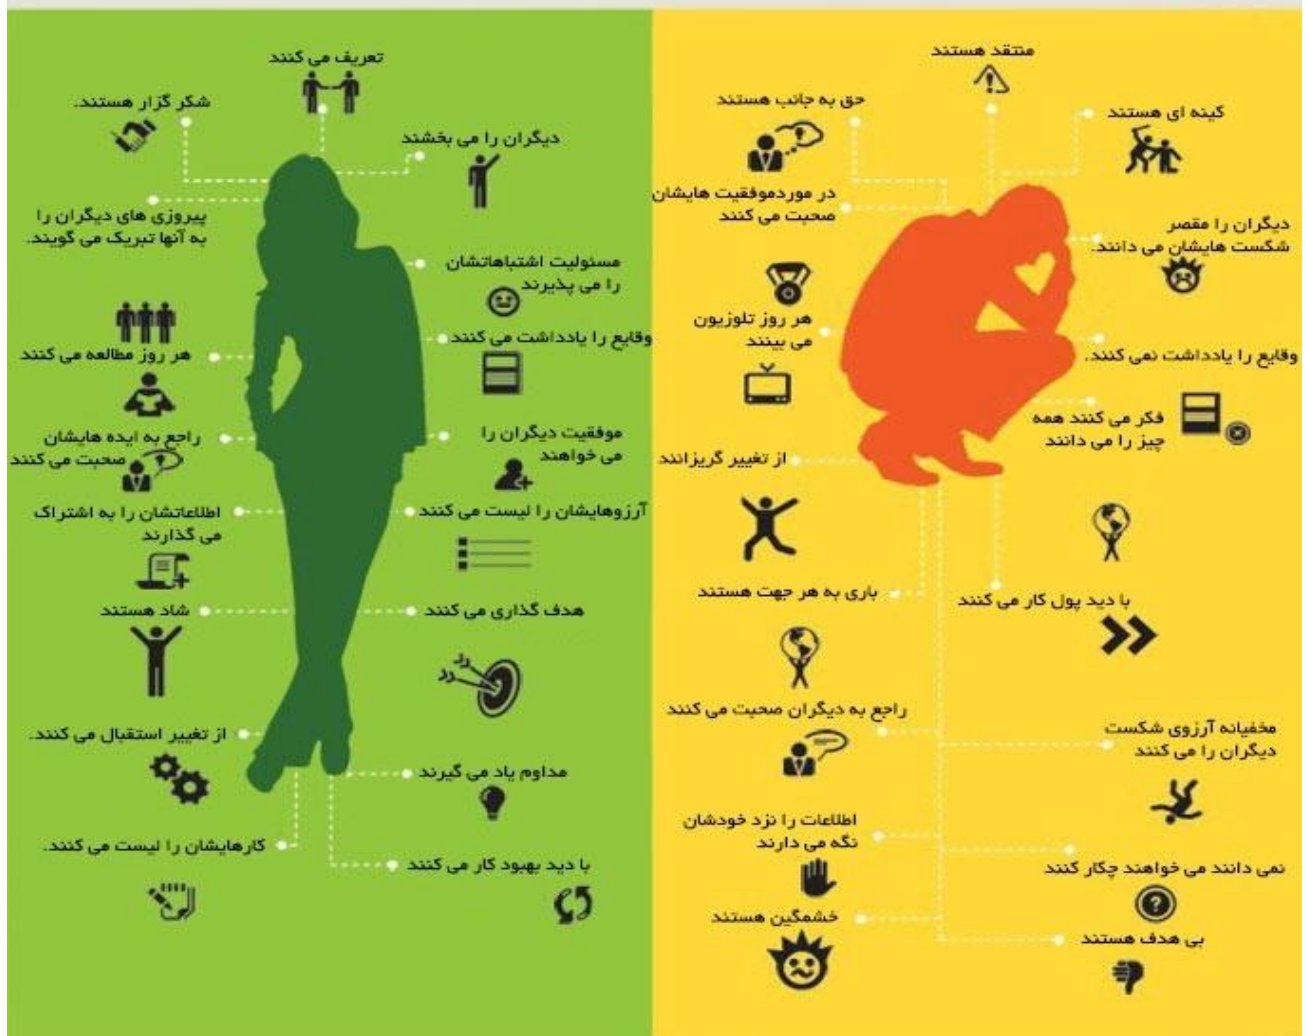 منتقد هستند
حق به جانب هستند
کینه ای هستند
در موردموفقیت هایشان
صحبت می کنند
دیگران را مقصر
شکست هایشان می دانند.
هر روز تلوزیون
می بینند
وقایع را یادداشت نمی کنند.
فکر می کنند همه
چیز را می دانند
از تغییر گریزانند
باری به هر جهت هستند
با دید پول کار می کنند
راجع به دیگران صحبت می کنند
مخفیانه آرزوی شکست
دیگران را می کنند
اطلاعات را نزد خودشان
نگه می دارند
نمی دانند می خواهند چکار کنند
خشمگین هستند
بی هدف هستند
تعریف می کنند
شکر گزار هستند.
دیگران را می بخشند
پیروزی های دیگران را
به آنها تبریک می گویند.
مسئولیت اشتباهاتشان
را می پذیرند
وقایع را یادداشت می کنند
هر روز مطالعه می کنند
موفقیت دیگران را
می خواهند
راجع به ایده هایشان
صحبت می کنند
آرزوهایشان را لیست می کنند
اطلاعاتشان را به اشتراک
می گذارند
هدف گذاری می کنند
شاد هستند
از تغییر استقبال می کنند.
مداوم یاد می گیرند
کارهایشان را لیست می کنند.
با دید بهبود کار می کنند